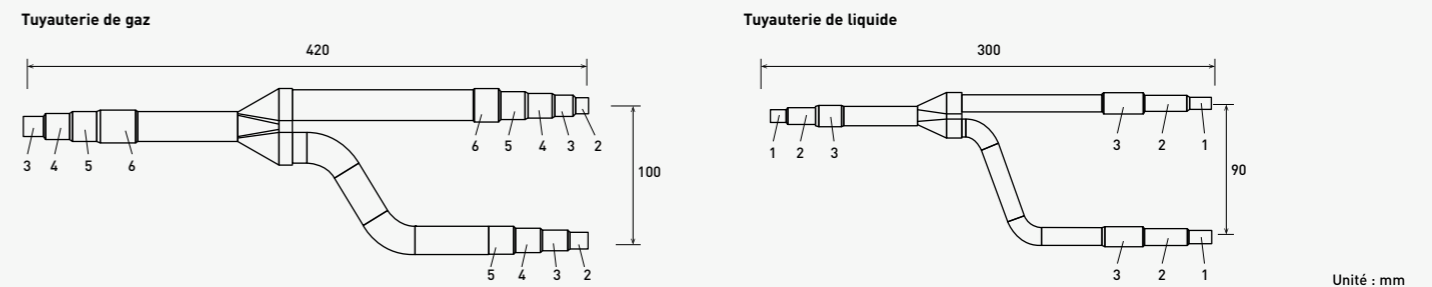 Tuyauterie de gaz
420
3 4 5 6
6 5 4 3 2
100
5 4 3 2
Tuyauterie de liquide
300
1 2 3
3 2 1
90
3 2 1
Unité : mm